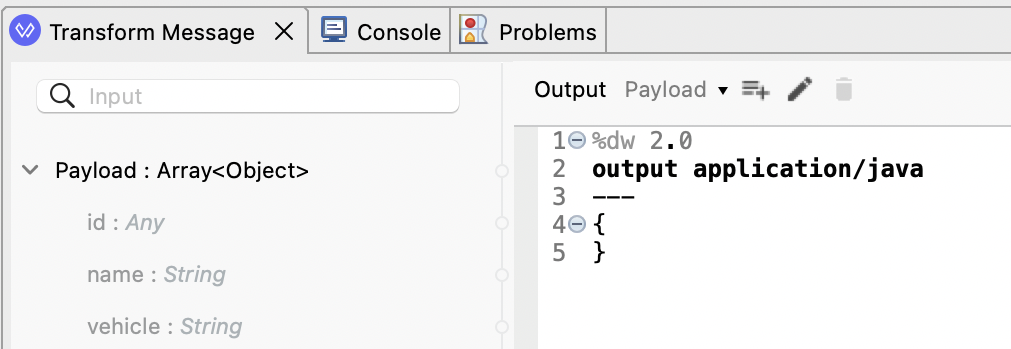 Transform Message Console Problems
Input
Output Payload
Payload : Array<Object>
id : Any
name : String
vehicle : String
1 %dw 2.0
2 output application/java
3 ---
4 {
5 }